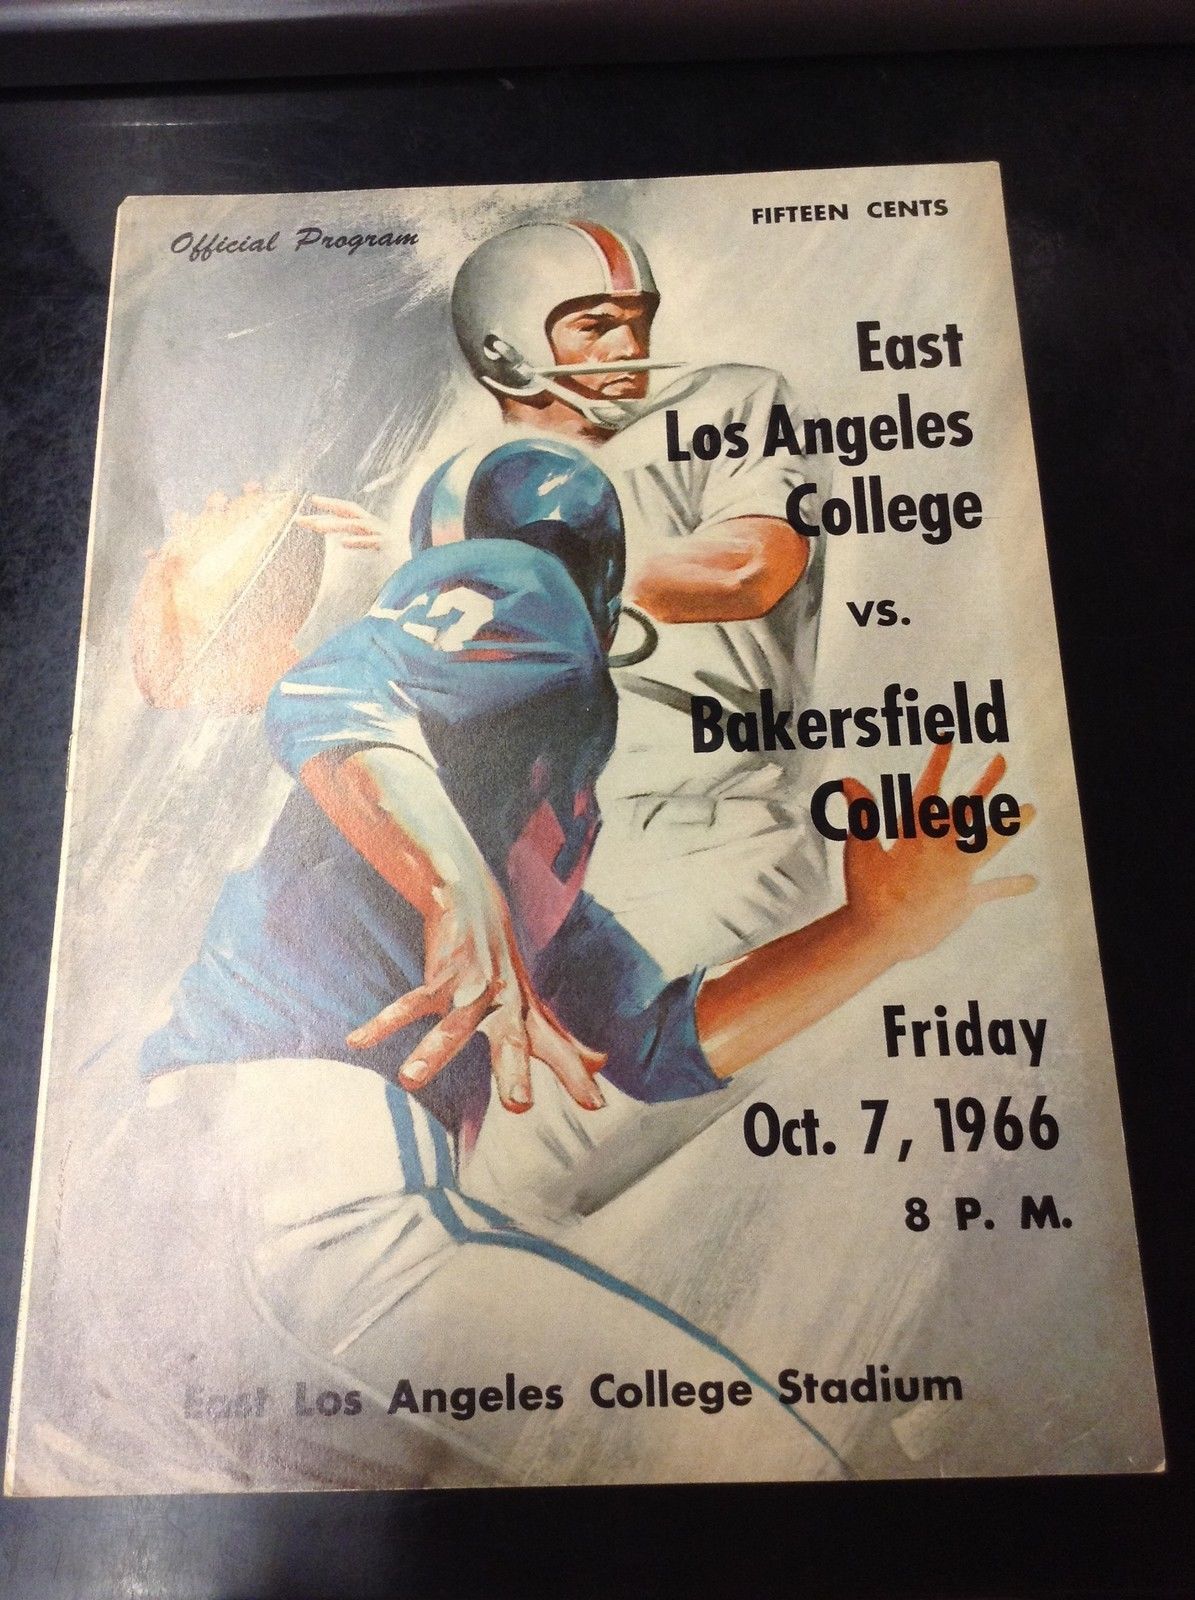 Official Program
FIFTEEN CENTS
East
Los Angeles
College
vs.
Bakersfield
College
Friday
Oct. 7, 1966
8 P. M.
East Los Angeles College Stadium